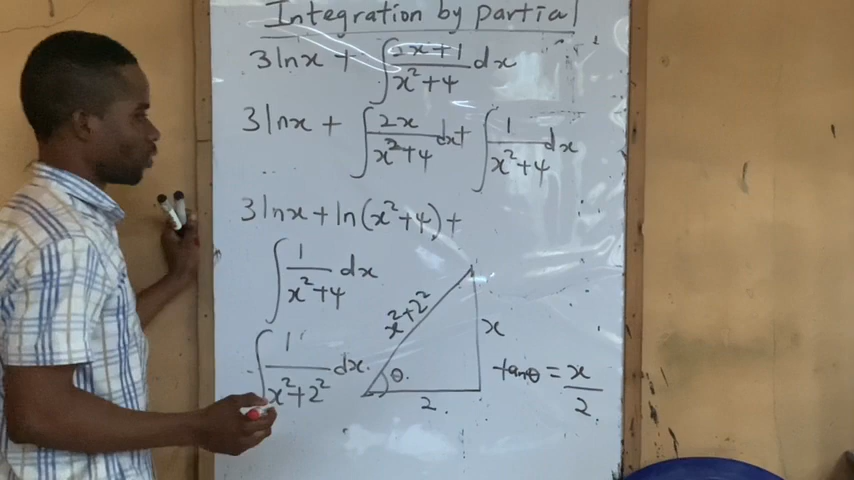 Integration by partial
3lnx + ∫ 2x+1/x²+4 dx
3lnx + ∫ 2x/x²+4 dx + ∫ 1/x²+4 dx
3lnx + ln(x²+4) +
∫ 1/x²+4 dx
∫ 1/x²+2² dx
x²+2²
x
θ
2
tanθ = x/2